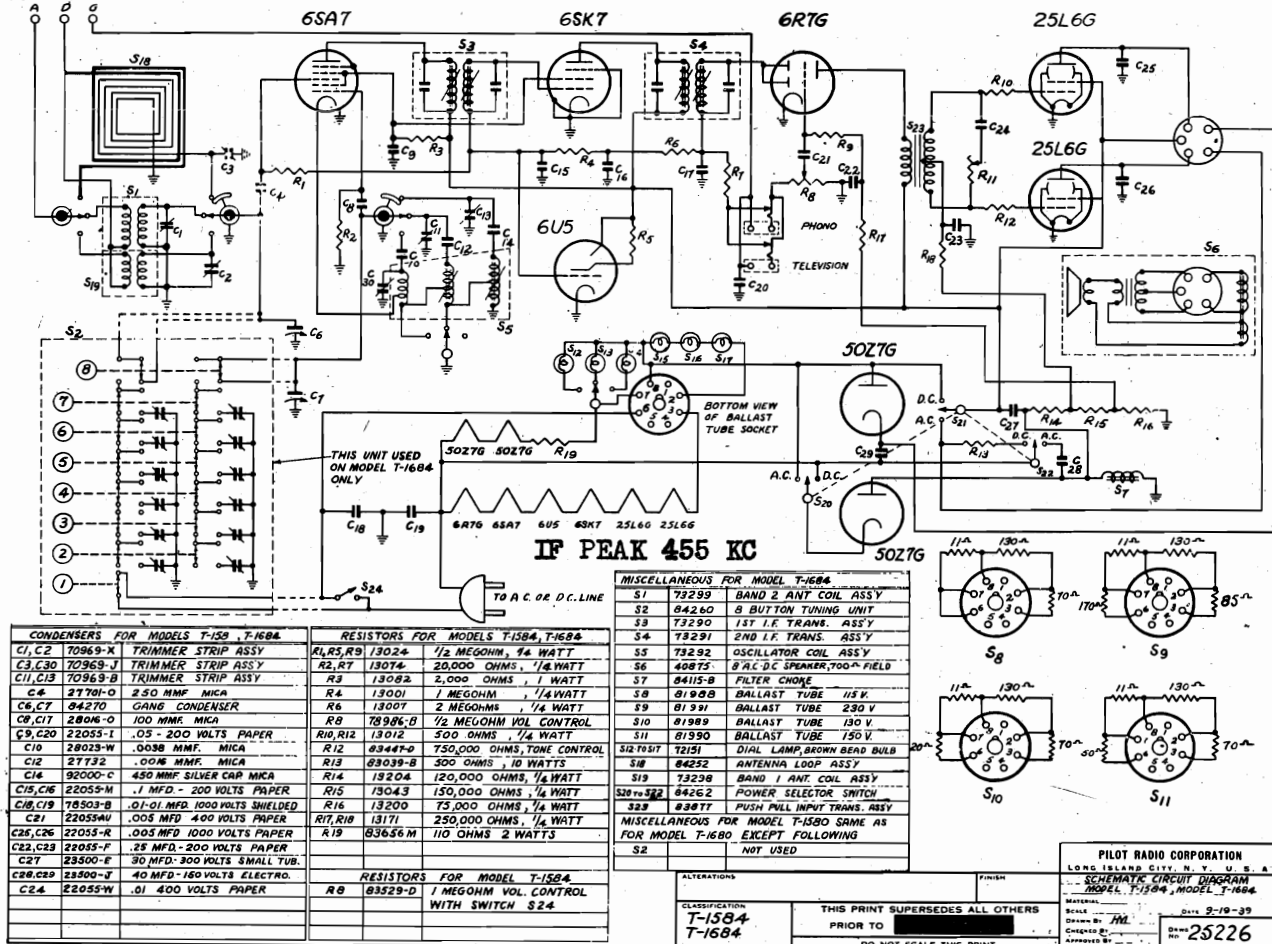 A D G
6SA7 6SK7 6R7G 25L6G
S18 S3 S4
C25
R10
S23
C24
25L6G
C3
C9 R3
C15 R4 C16 R6 C17
R7
C21 R9 C22
R8
R11
R12
C26
R1
S1
C1
C2
S19
R2
C8
C11
C13
C12
C14
C10
C30
S5
6U5
R5
PHONO
TELEVISION
C20
R17
R18
C23
S6
S2
C6
C7
8
7
6
5
4
3
2
1
THIS UNIT USED
ON MODEL T-1684
ONLY
S12 S13 S15 S16 S17
BOTTOM VIEW
OF BALLAST
TUBE SOCKET
8 1 7 2 6 3 5 4
50Z7G 50Z7G R19
50Z7G
D.C.
A.C. S21
C27 R14 R15 R16
R13
D.C. A.C.
C28
S22
C29
A.C. D.C.
S20
S7
50Z7G
C18 C19
6R7G 6SA7 6U5 6SK7 25L6G 25L6G
IF PEAK 455 KC
S24
TO A.C. OR D.C. LINE
11Ω 130Ω 70Ω
S8
11Ω 130Ω 170Ω 85Ω
S9
11Ω 130Ω 20Ω 70Ω
S10
11Ω 130Ω 50Ω 70Ω
S11
CONDENSERS FOR MODELS T-158 , T-1684
C1, C2 70969-X TRIMMER STRIP ASSY
C3,C30 70969-J TRIMMER STRIP ASS'Y
C11,C13 70969-B TRIMMER STRIP ASS'Y
C4 27701-O 250 MMF MICA
C6,C7 84270 GANG CONDENSER
C8,C17 28016-O 100 MMF. MICA
C9,C20 22055-I .05 - 200 VOLTS PAPER
C10 28023-W .0038 MMF. MICA
C12 27732 .0016 MMF. MICA
C14 92000-C 450 MMF. SILVER CAP. MICA
C15,C16 22055-M .1 MFD. - 200 VOLTS PAPER
C18,C19 78503-B .01-.01 MFD. 1000 VOLTS SHIELDED
C21 22055AU .005 MFD 400 VOLTS PAPER
C25,C26 22055-R .005 MFD 1000 VOLTS PAPER
C22,C23 22055-F .25 MFD.-200 VOLTS PAPER
C27 23500-E 30 MFD-300 VOLTS SMALL TUB.
C28,C29 23500-J 40 MFD-150 VOLTS ELECTRO.
C24 22055-W .01 400 VOLTS PAPER
RESISTORS FOR MODELS T-1584, T-1684
R1,R5,R9 13024 1/2 MEGOHM, 1/4 WATT
R2,R7 13074 20,000 OHMS, 1/4 WATT
R3 13082 2,000 OHMS , 1 WATT
R4 13001 1 MEGOHM , 1/4 WATT
R6 13007 2 MEGOHMS , 1/4 WATT
R8 78986-B 1/2 MEGOHM VOL CONTROL
R10,R12 13012 500 OHMS , 1/4 WATT
R12 83447-D 750,000 OHMS, TONE CONTROL
R13 83039-B 500 OHMS , 10 WATTS
R14 13204 120,000 OHMS, 1/4 WATT
R15 13043 150,000 OHMS, 1/4 WATT
R16 13200 75,000 OHMS, 1/4 WATT
R17,R18 13171 250,000 OHMS, 1/4 WATT
R19 83656 M 110 OHMS 2 WATTS
RESISTORS FOR MODEL T-1584
R8 83529-D 1 MEGOHM VOL. CONTROL
WITH SWITCH S24
MISCELLANEOUS FOR MODEL T-1684
S1 73299 BAND 2 ANT COIL ASS'Y
S2 84260 8 BUTTON TUNING UNIT
S3 73290 1ST I.F. TRANS. ASS'Y
S4 73291 2ND I.F. TRANS. ASS'Y
S5 73292 OSCILLATOR COIL ASS'Y
S6 40875 8" A.C-D.C SPEAKER, 700Ω FIELD
S7 84115-B FILTER CHOKE
S8 81988 BALLAST TUBE 115 V.
S9 81991 BALLAST TUBE 230 V
S10 81989 BALLAST TUBE 130 V.
S11 81990 BALLAST TUBE 150 V.
S12 TO S17 72151 DIAL LAMP, BROWN BEAD BULB
S18 84252 ANTENNA LOOP ASS'Y
S19 73298 BAND 1 ANT. COIL ASS'Y
S20 TO S22 84262 POWER SELECTOR SWITCH
S23 83877 PUSH PULL INPUT TRANS. ASS'Y
MISCELLANEOUS FOR MODEL T-1580 SAME AS
FOR MODEL T-1680 EXCEPT FOLLOWING
S2 NOT USED
ALTERATIONS FINISH
CLASSIFICATION
T-1584
T-1684
THIS PRINT SUPERSEDES ALL OTHERS
PRIOR TO
DO NOT SCALE THIS PRINT
PILOT RADIO CORPORATION
LONG ISLAND CITY, N. Y. U. S. A
SCHEMATIC CIRCUIT DIAGRAM
MODEL T-1584, MODEL T-1684
MATERIAL
SCALE DATE 9-19-39
DRAWN BY HM
CHECKED BY DRWG NO 25226
APPROVED BY